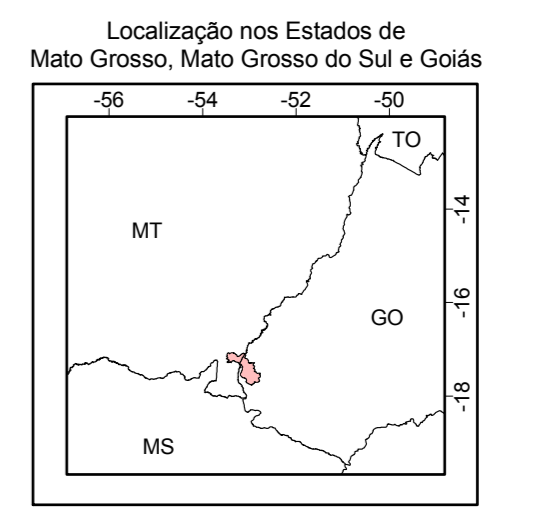 Localização nos Estados de
Mato Grosso, Mato Grosso do Sul e Goiás
-56 -54 -52 -50
TO
-14
MT
-16
GO
-18
MS